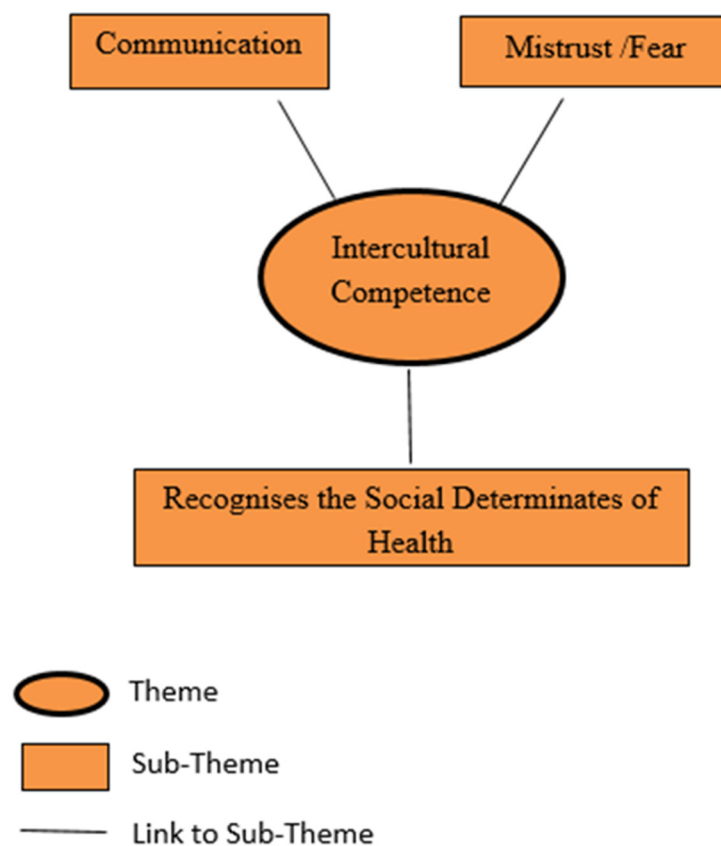 Communication
Mistrust /Fear
Intercultural
Competence
Recognises the Social Determinates of
Health
Theme
Sub-Theme
Link to Sub-Theme